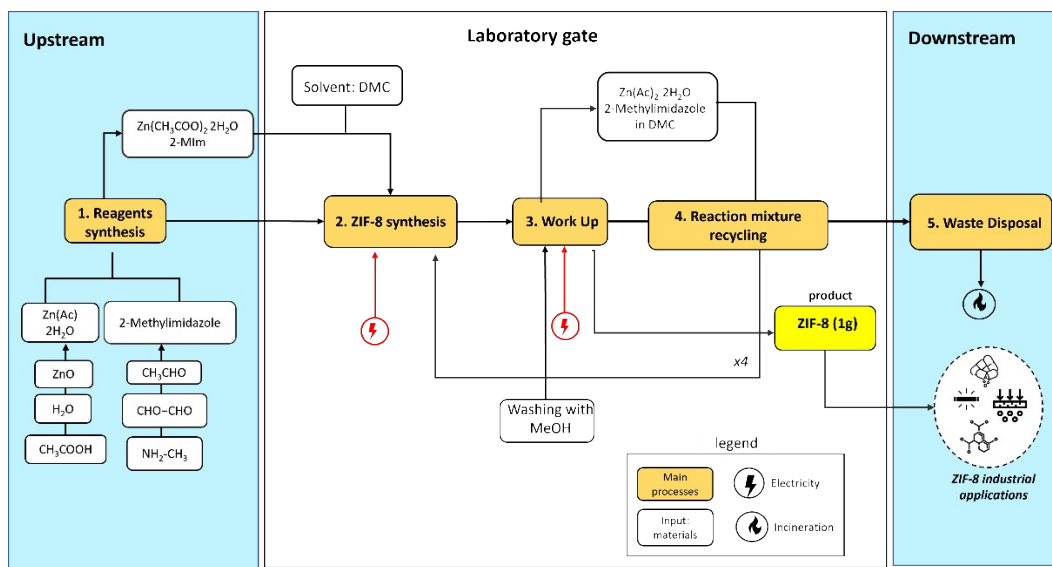 Upstream
Laboratory gate
Downstream
Solvent: DMC
Zn(CH₃COO)₂ 2H₂O
2-MIm
Zn(Ac)₂ 2H₂O
2-Methylimidazole
in DMC
1. Reagents
synthesis
2. ZIF-8 synthesis
3. Work Up
4. Reaction mixture
recycling
5. Waste Disposal
Zn(Ac)
2H₂O
ZnO
H₂O
CH₃COOH
2-Methylimidazole
CH₃CHO
CHO–CHO
NH₂-CH₃
product
ZIF-8 (1g)
x4
Washing with
MeOH
legend
Main
processes
Electricity
Input:
materials
Incineration
ZIF-8 industrial
applications